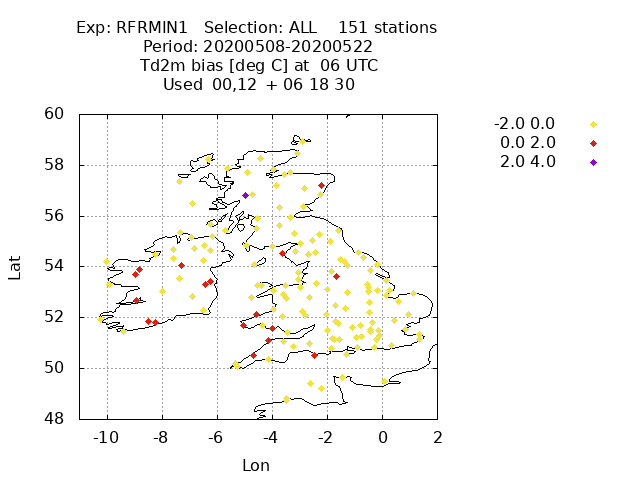 Exp: RFRMIN1 Selection: ALL 151 stations
Period: 20200508-20200522
Td2m bias [deg C] at 06 UTC
Used 00,12 + 06 18 30
-2.0 0.0
0.0 2.0
2.0 4.0
60
58
56
54
52
50
48
Lat
-10 -8 -6 -4 -2 0 2
Lon